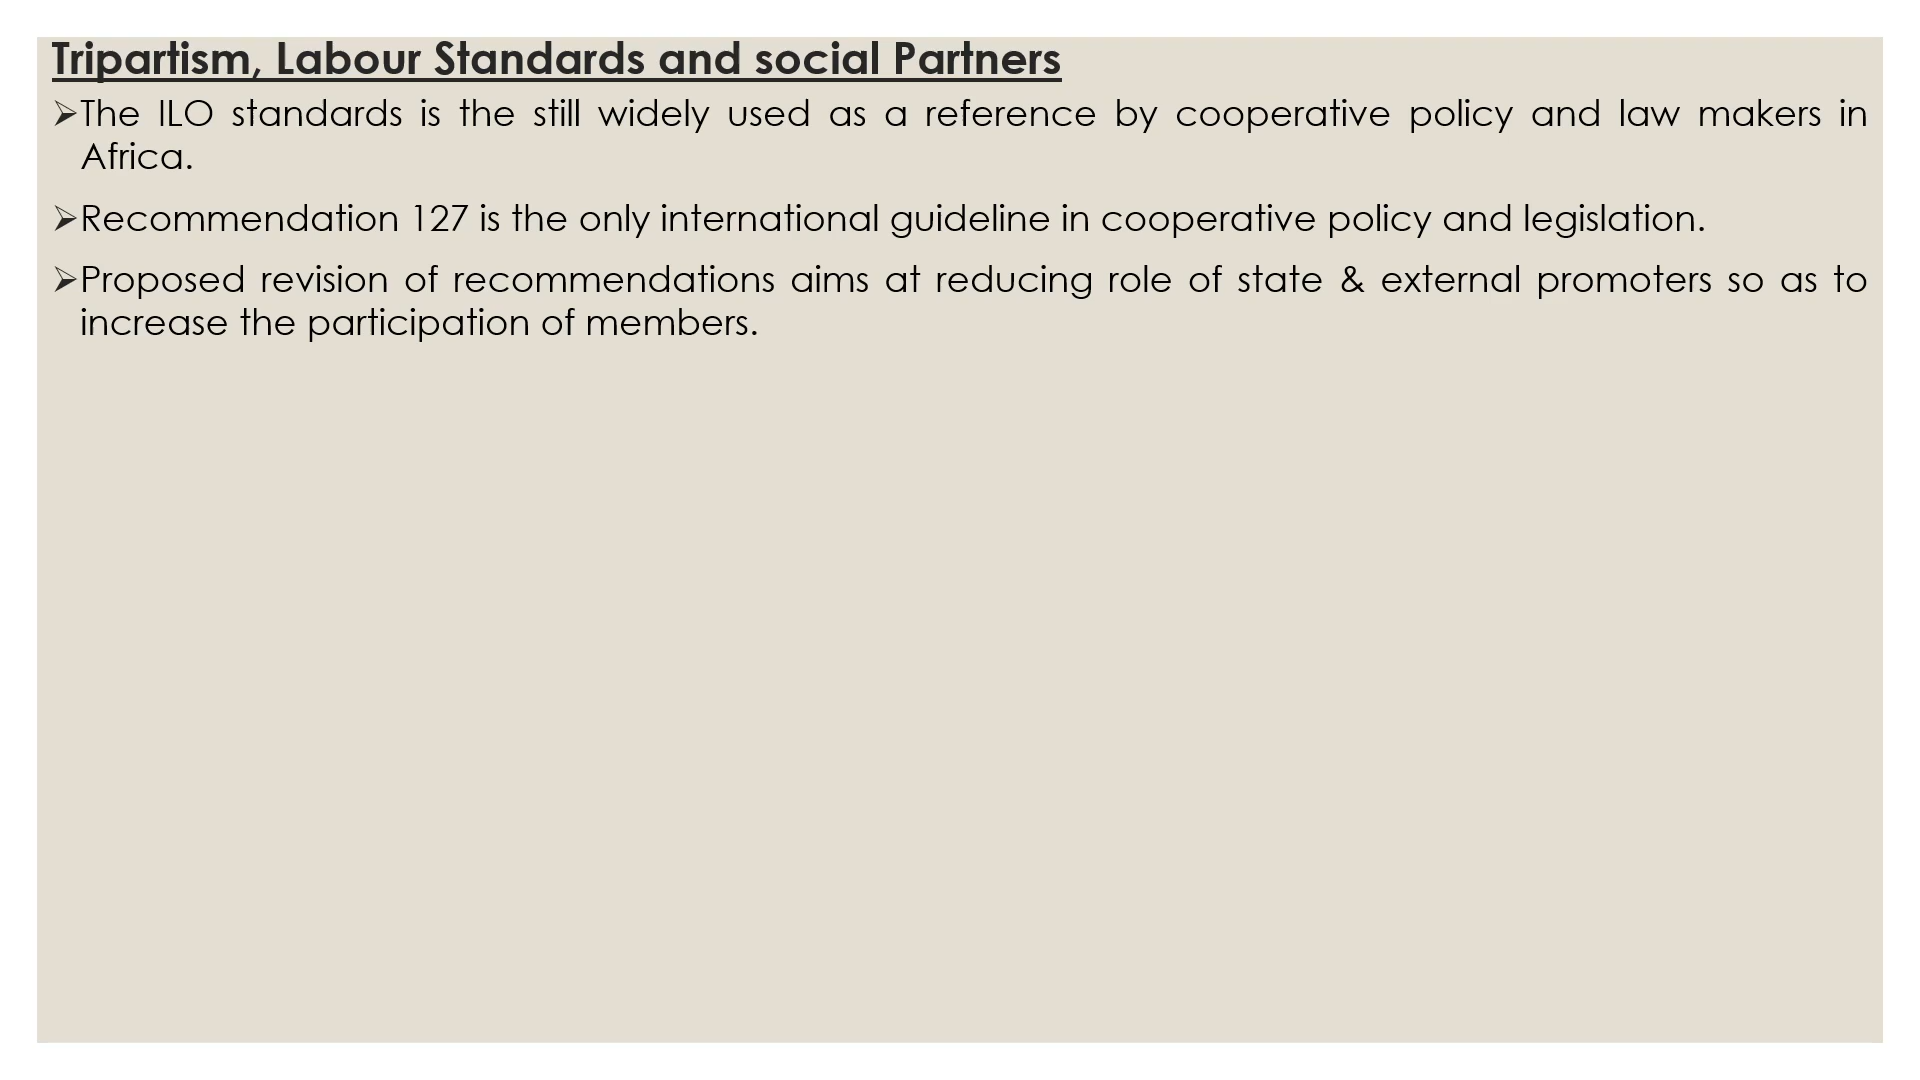 Tripartism, Labour Standards and social Partners
➢The ILO standards is the still widely used as a reference by cooperative policy and law makers in
Africa.
➢Recommendation 127 is the only international guideline in cooperative policy and legislation.
➢Proposed revision of recommendations aims at reducing role of state & external promoters so as to
increase the participation of members.